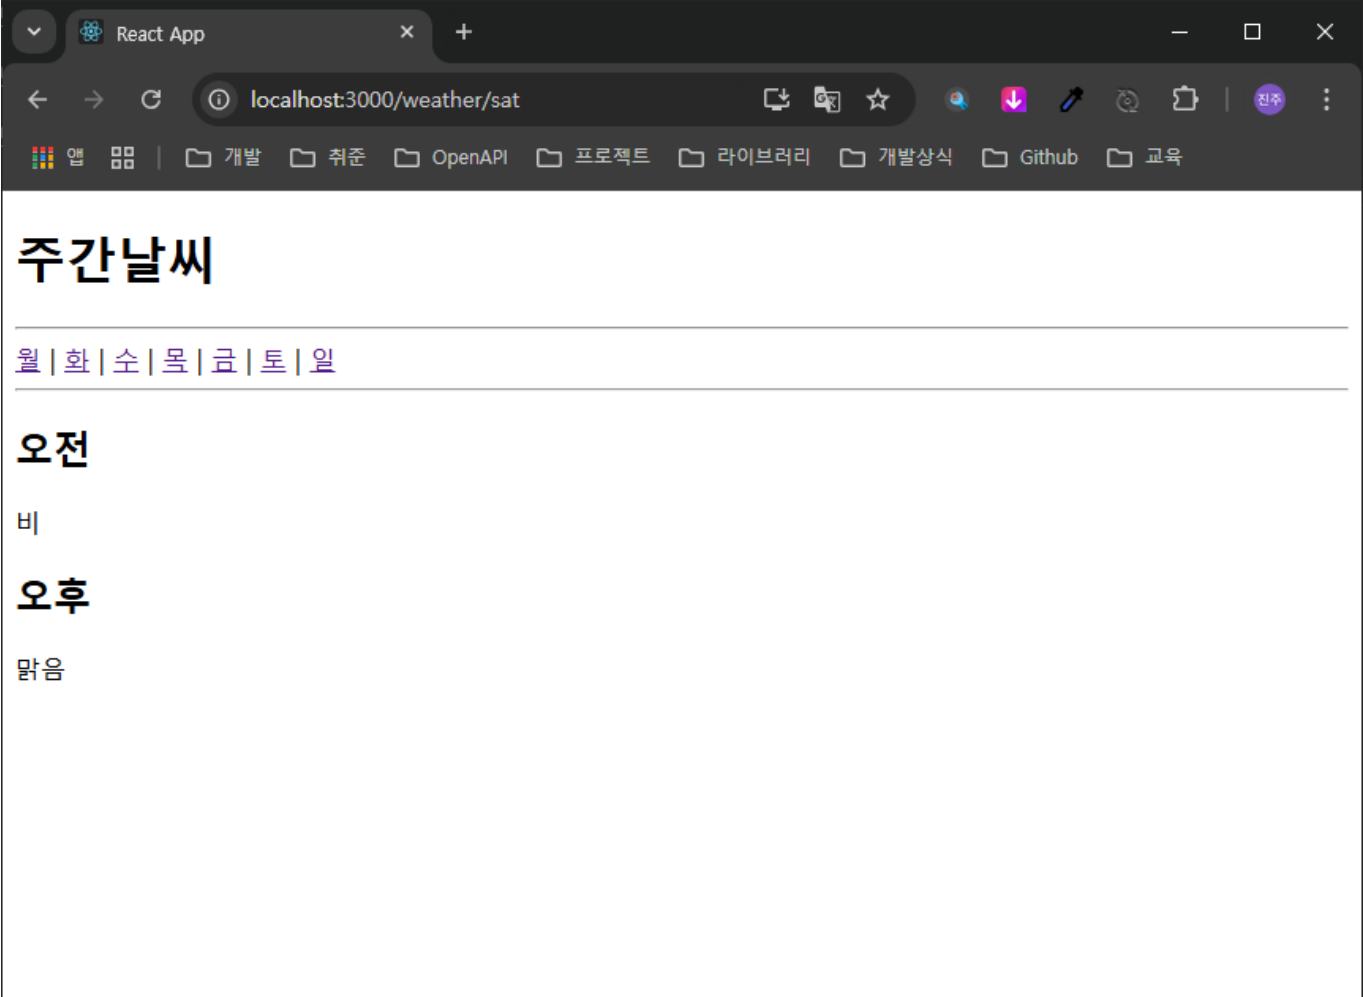 React App
localhost:3000/weather/sat
진주
앱 개발 취준 OpenAPI 프로젝트 라이브러리 개발상식 Github 교육
주간날씨
월 | 화 | 수 | 목 | 금 | 토 | 일
오전
비
오후
맑음